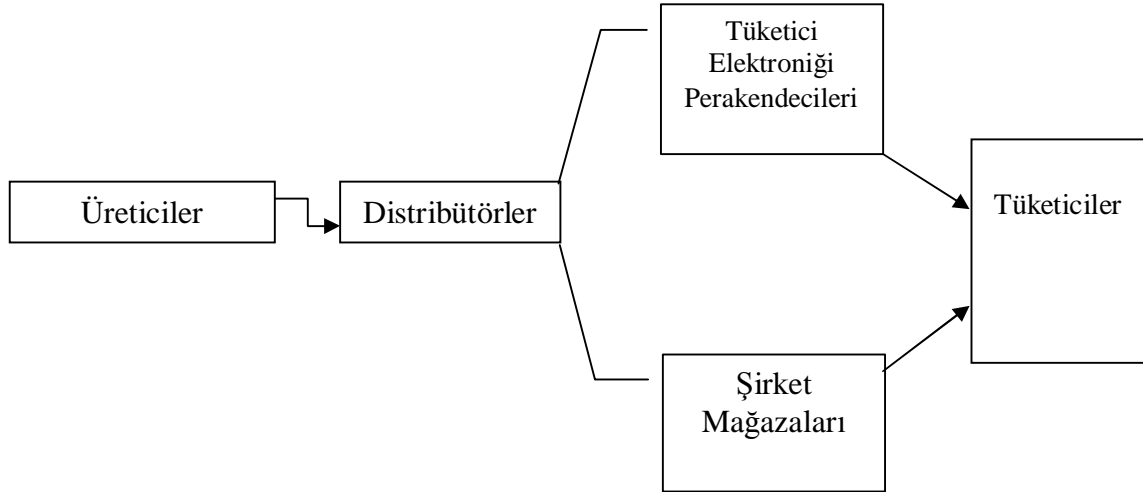 Üreticiler
Distribütörler
Tüketici
Elektroniği
Perakendecileri
Şirket
Mağazaları
Tüketiciler